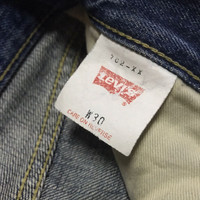 702-XX
Levi's
W30
CARE ON REVERSE